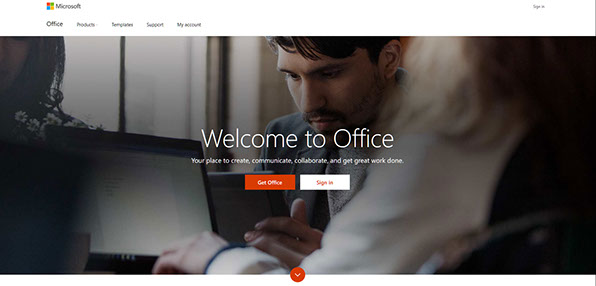 Microsoft
Sign in
Office Products Templates Support My account
Welcome to Office
Your place to create, communicate, collaborate, and get great work done.
Get Office Sign in